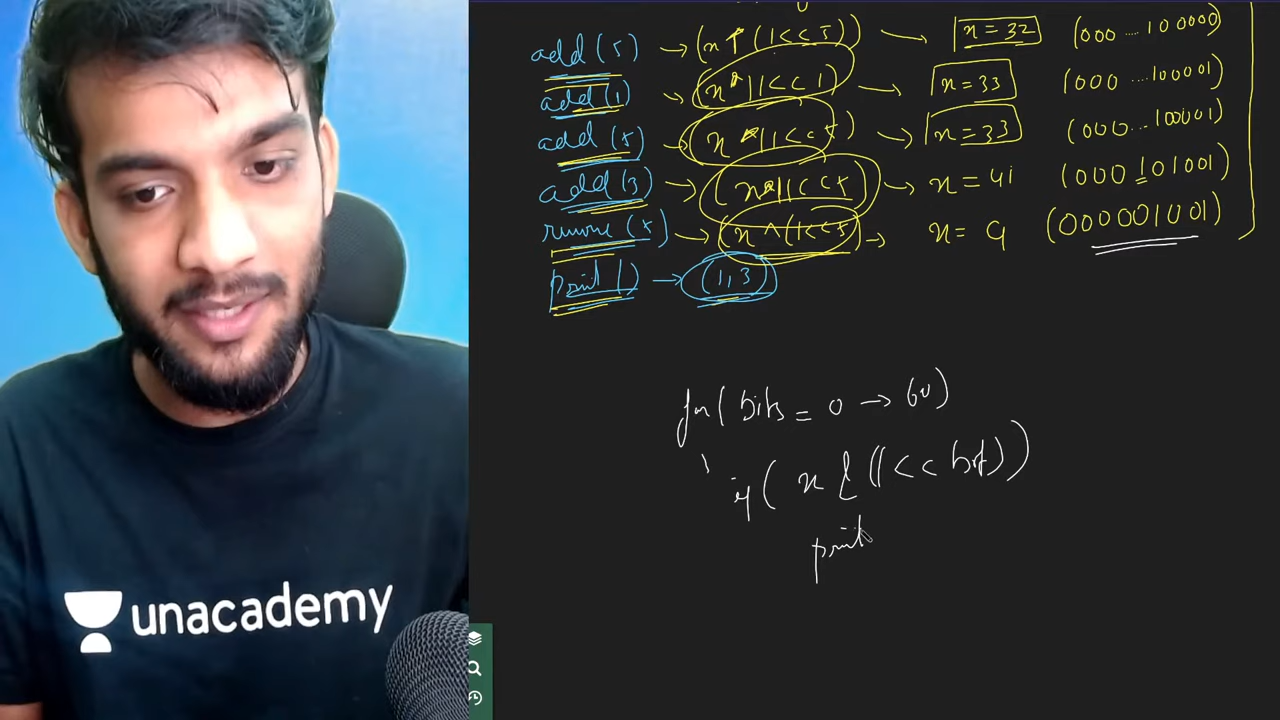 add (5) → (x | (1<<5)) → x = 32 (000 .... 100000)
add (1) → (x | 1<<1) → x = 33 (000 ... 100001)
add (5) → (x | 1<<5) → x = 33 (000 ... 100001)
add (3) → (x | 1<<5) → x = 41 (000 101001)
remove (5) → (x ^ (1<<5) → x = 9 (000001001)
print () → (1,3)
for ( bits = 0 → 60)
if ( x & (1<< bit))
print
unacademy